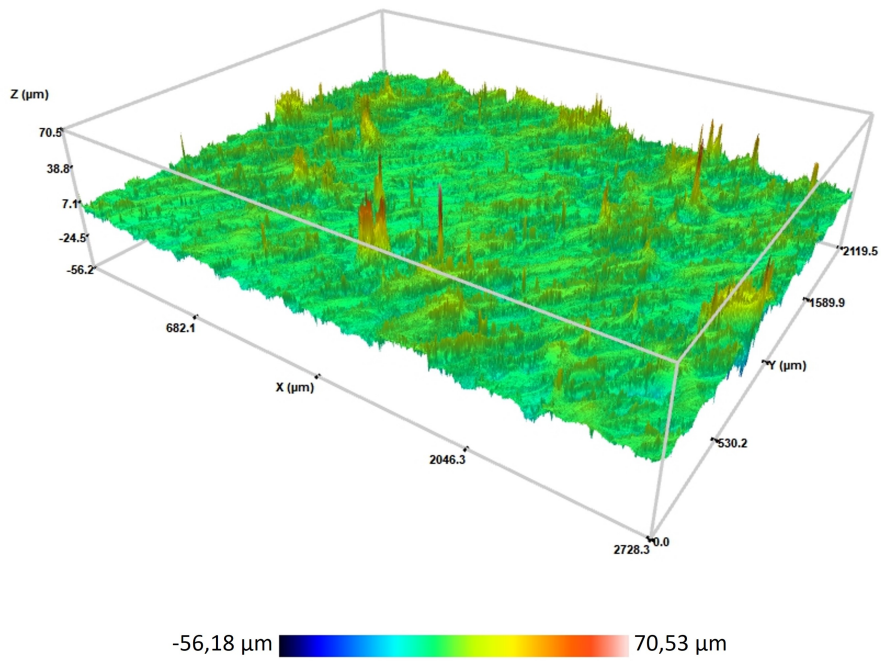 Z (µm)
70.5
38.8
7.1
-24.5
-56.2
682.1
X (µm)
2046.3
2728.3
0.0
530.2
Y (µm)
1589.9
2119.5
-56,18 µm
70,53 µm